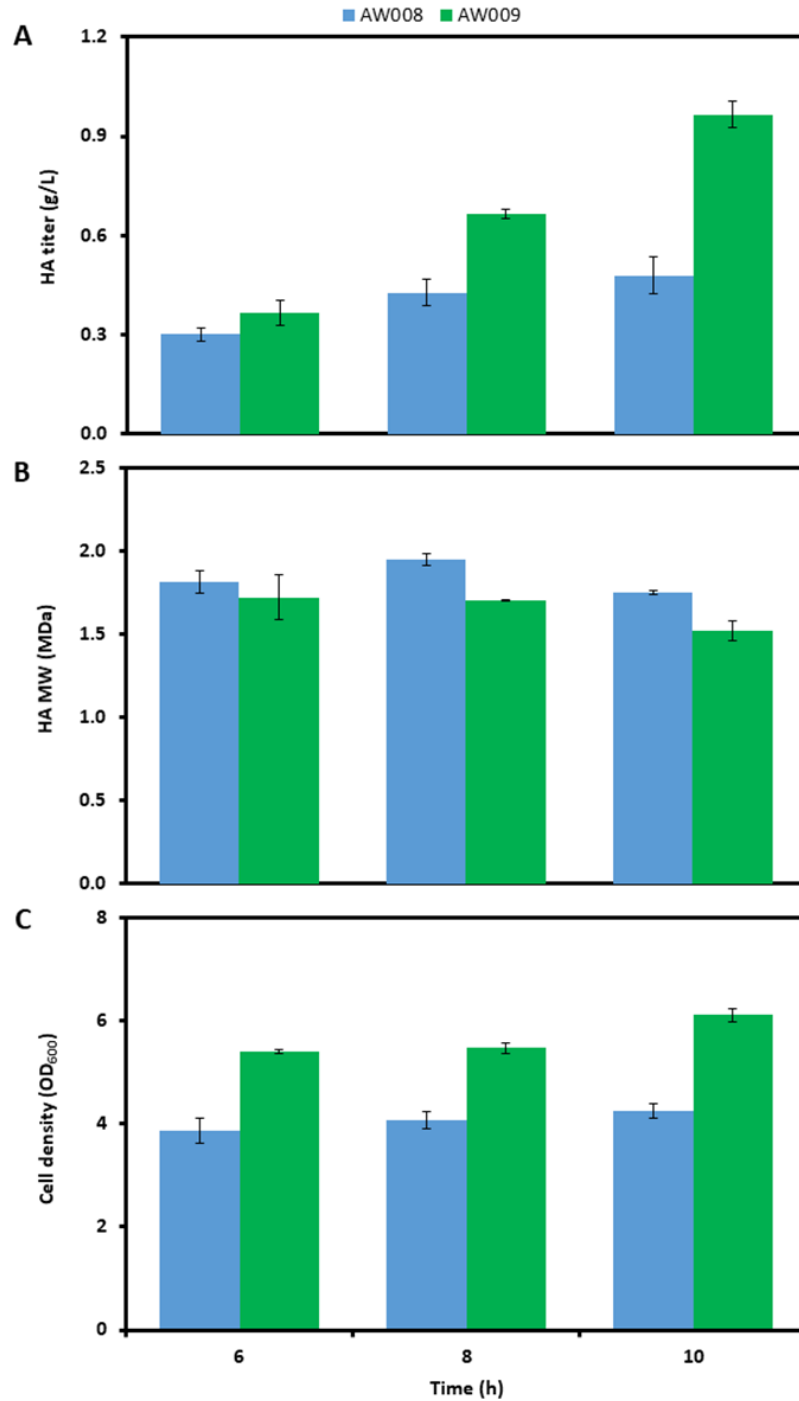 AW008 AW009
A
1.2
0.9
0.6
0.3
0.0
HA titer (g/L)
B
2.5
2.0
1.5
1.0
0.5
0.0
HA MW (MDa)
C
8
6
4
2
0
Cell density (OD₆₀₀)
6 8 10
Time (h)